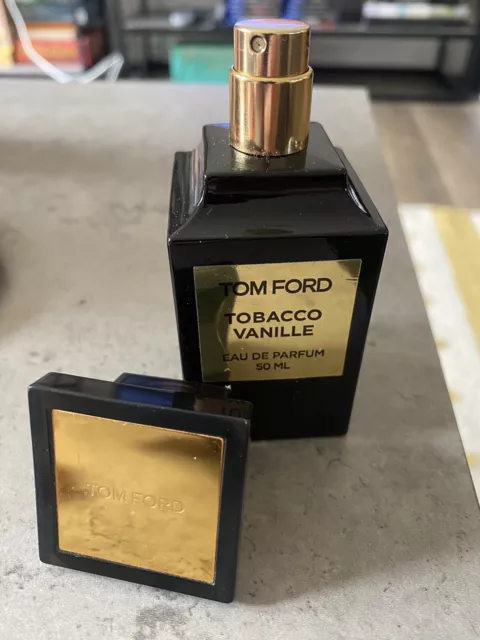 TOM FORD
TOBACCO
VANILLE
EAU DE PARFUM
50 ML
TOM FORD